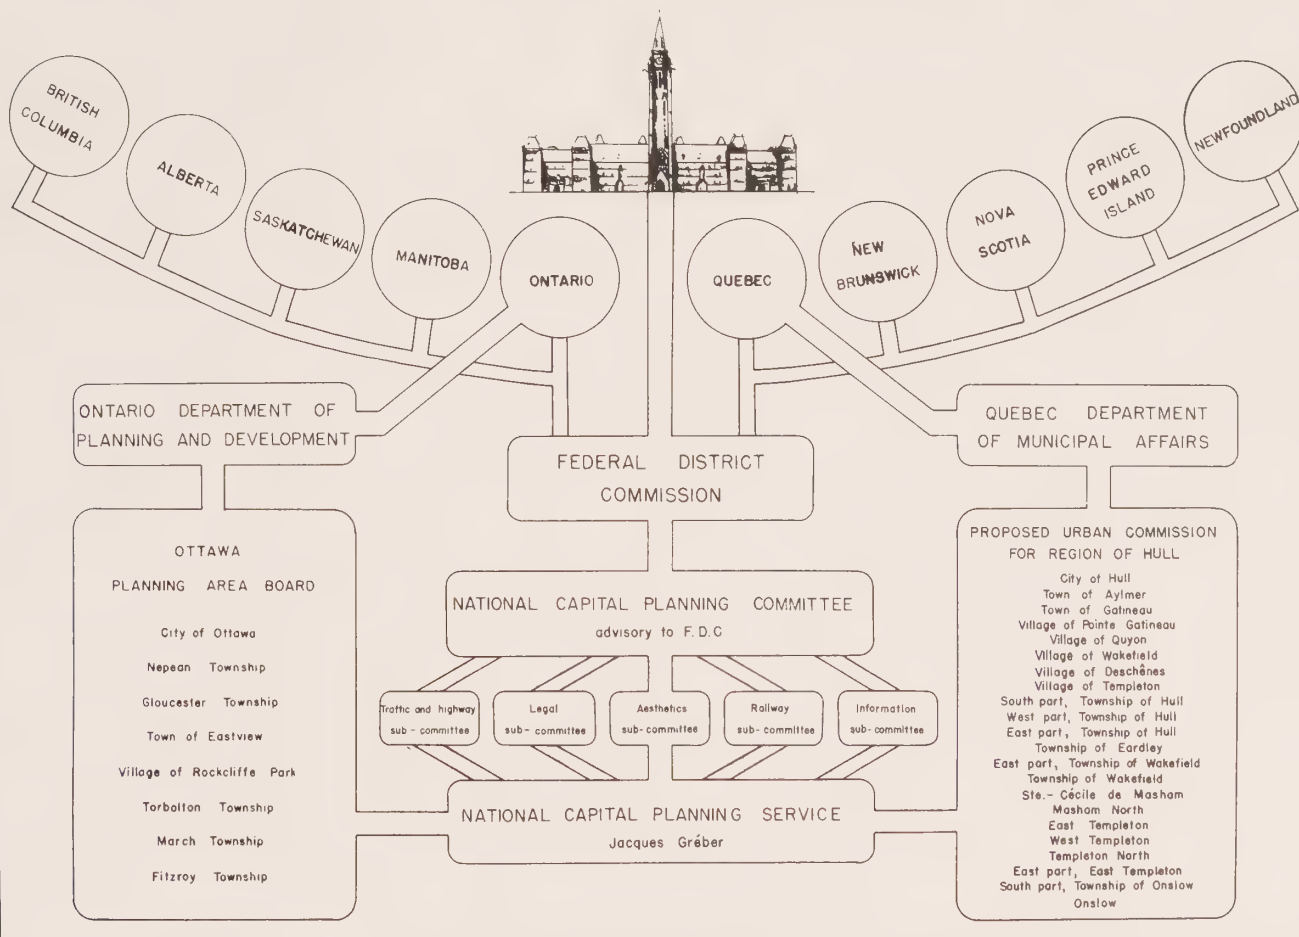 BRITISH
COLUMBIA
ALBERTA
SASKATCHEWAN
MANITOBA
ONTARIO
QUEBEC
NEW
BRUNSWICK
NOVA
SCOTIA
PRINCE
EDWARD
ISLAND
NEWFOUNDLAND
ONTARIO DEPARTMENT OF
PLANNING AND DEVELOPMENT
FEDERAL DISTRICT
COMMISSION
QUEBEC DEPARTMENT
OF MUNICIPAL AFFAIRS
OTTAWA
PLANNING AREA BOARD
City of Ottawa
Nepean Township
Gloucester Township
Town of Eastview
Village of Rockcliffe Park
Torbolton Township
March Township
Fitzroy Township
NATIONAL CAPITAL PLANNING COMMITTEE
advisory to F.D.C
Traffic and highway
sub-committee
Legal
sub-committee
Aesthetics
sub-committee
Railway
sub-committee
Information
sub-committee
NATIONAL CAPITAL PLANNING SERVICE
Jacques Gréber
PROPOSED URBAN COMMISSION
FOR REGION OF HULL
City of Hull
Town of Aylmer
Town of Gatineau
Village of Pointe Gatineau
Village of Quyon
Village of Wakefield
Village of Deschênes
Village of Templeton
South part, Township of Hull
West part, Township of Hull
East part, Township of Hull
Township of Eardley
East part, Township of Wakefield
Township of Wakefield
Ste.-Cécile de Masham
Masham North
East Templeton
West Templeton
Templeton North
East part, East Templeton
South part, Township of Onslow
Onslow